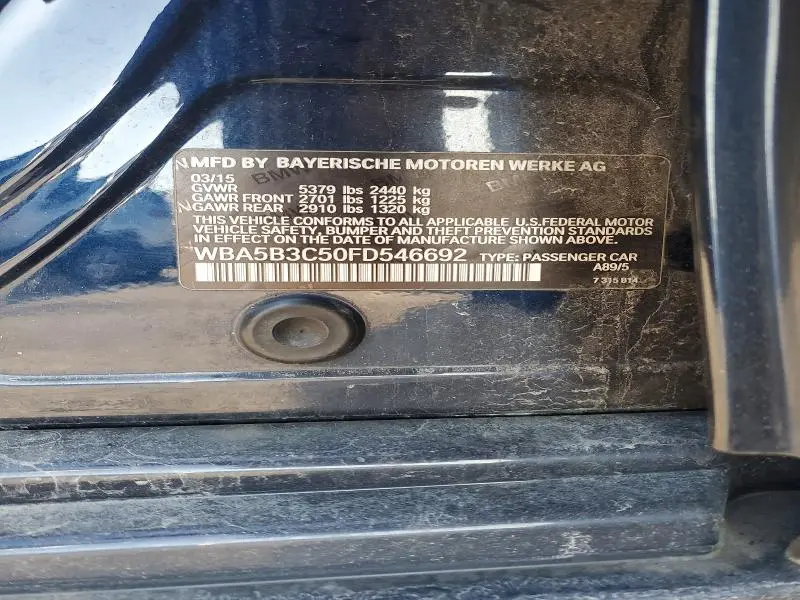 MFD BY BAYERISCHE MOTOREN WERKE AG
03/15
GVWR 5379 lbs 2440 kg
GAWR FRONT 2701 lbs 1225 kg
GAWR REAR 2910 lbs 1320 kg
THIS VEHICLE CONFORMS TO ALL APPLICABLE U.S.FEDERAL MOTOR
VEHICLE SAFETY, BUMPER AND THEFT PREVENTION STANDARDS
IN EFFECT ON THE DATE OF MANUFACTURE SHOWN ABOVE.
WBA5B3C50FD546692 TYPE: PASSENGER CAR
A89/5
7 315 814